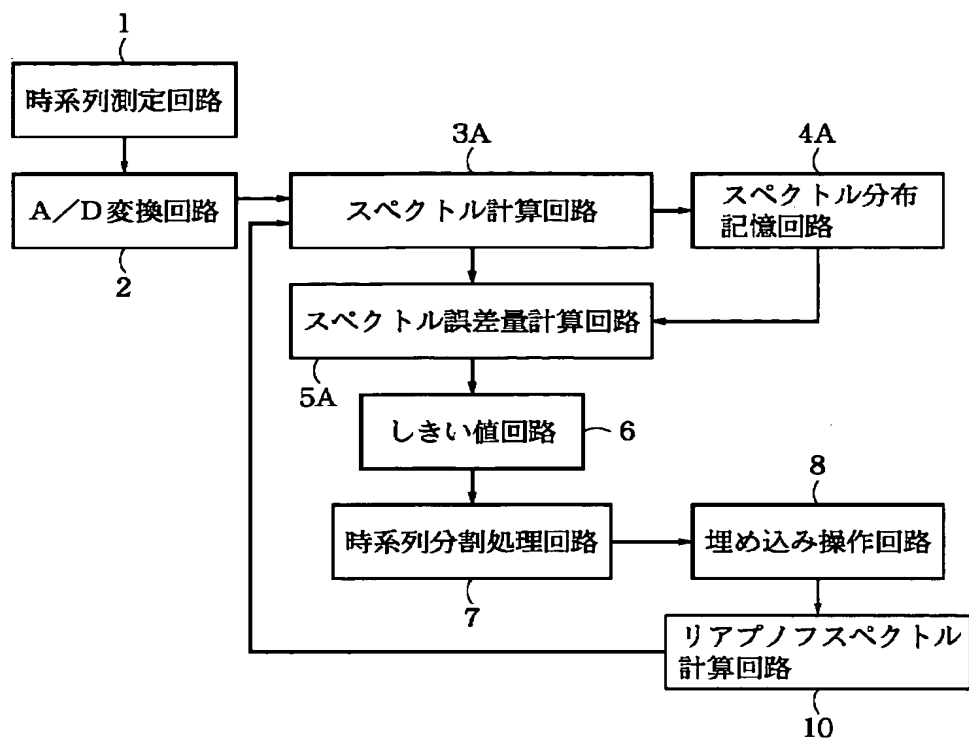 1
時系列測定回路
A/D変換回路
2
3A
スペクトル計算回路
4A
スペクトル分布
記憶回路
スペクトル誤差量計算回路
5A
しきい値回路
6
時系列分割処理回路
7
8
埋め込み操作回路
リアプノフスペクトル
計算回路
10